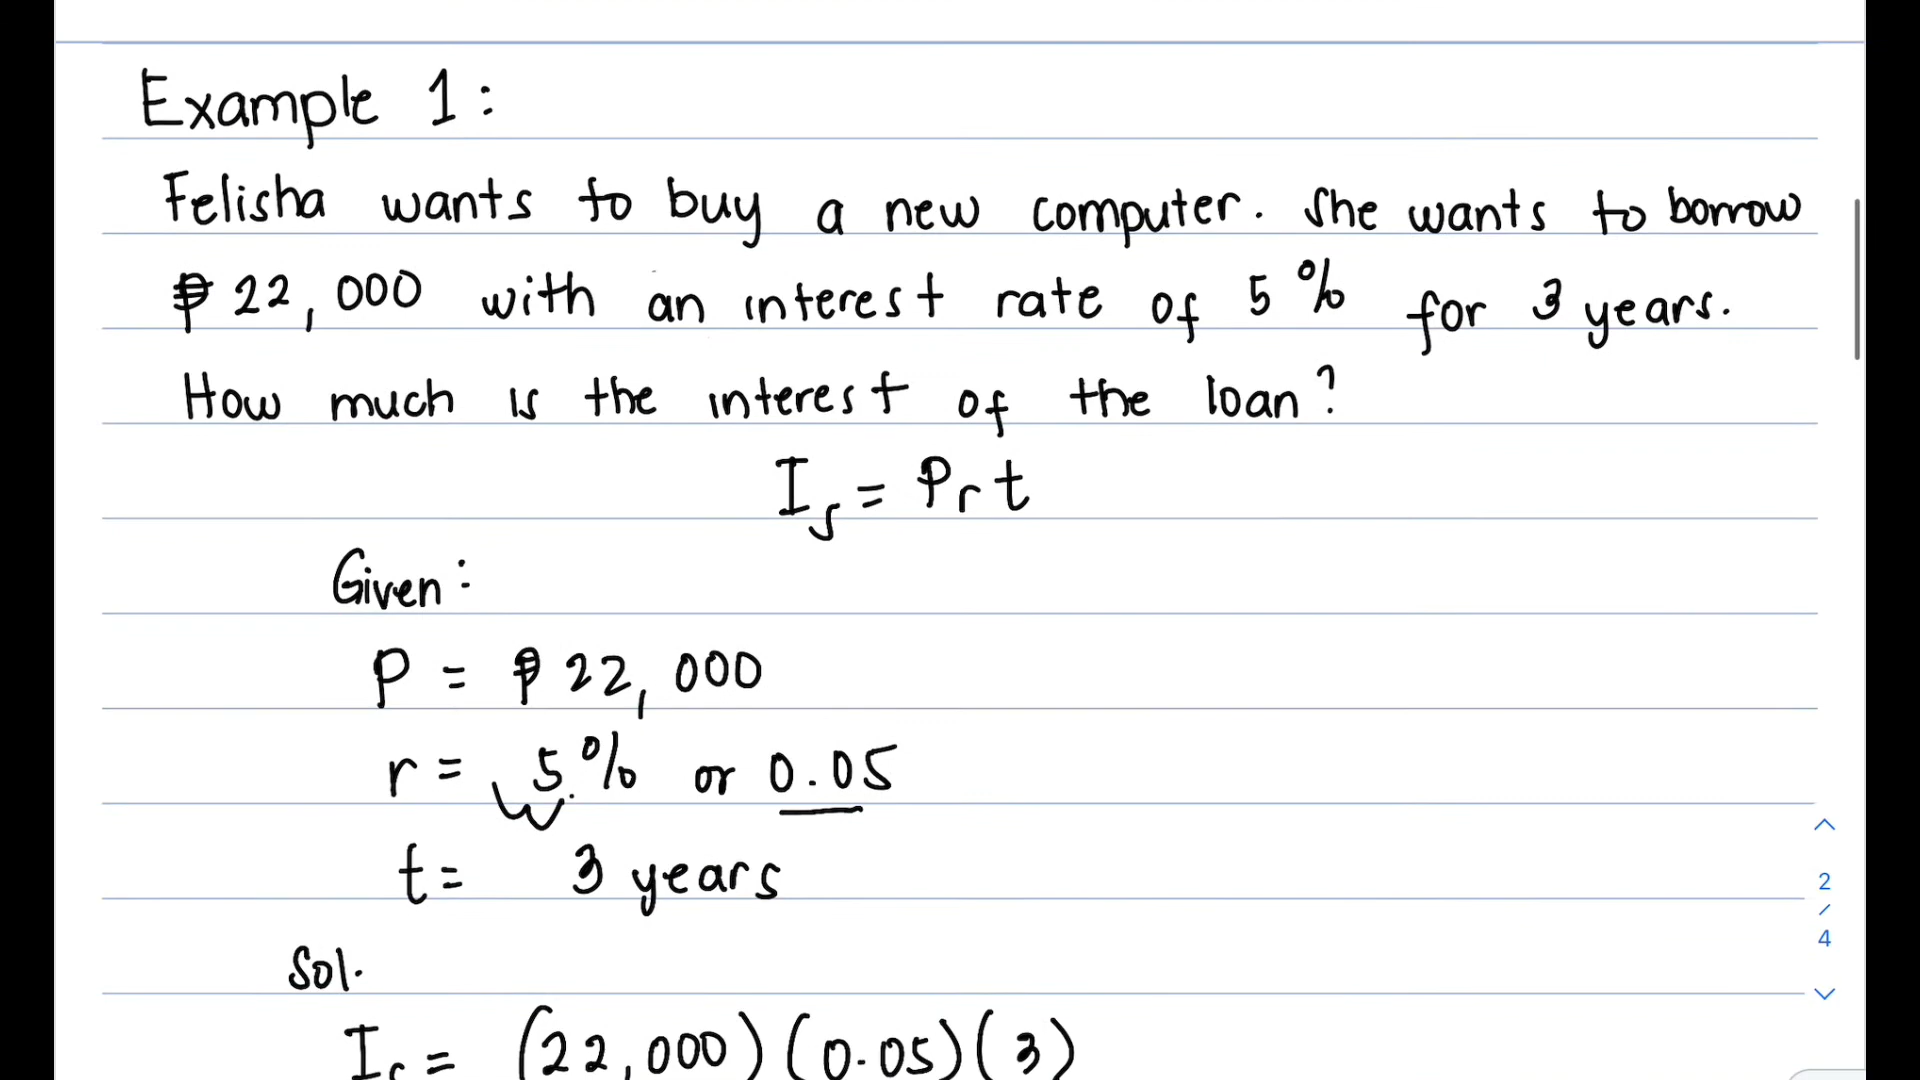 Example 1:
Felisha wants to buy a new computer. She wants to borrow
₱ 22,000 with an interest rate of 5% for 3 years.
How much is the interest of the loan?
Is = Prt
Given:
P = ₱ 22,000
r = 5.% or 0.05
t = 3 years
Sol.
Is = (22,000)(0.05)(3)
2
/
4